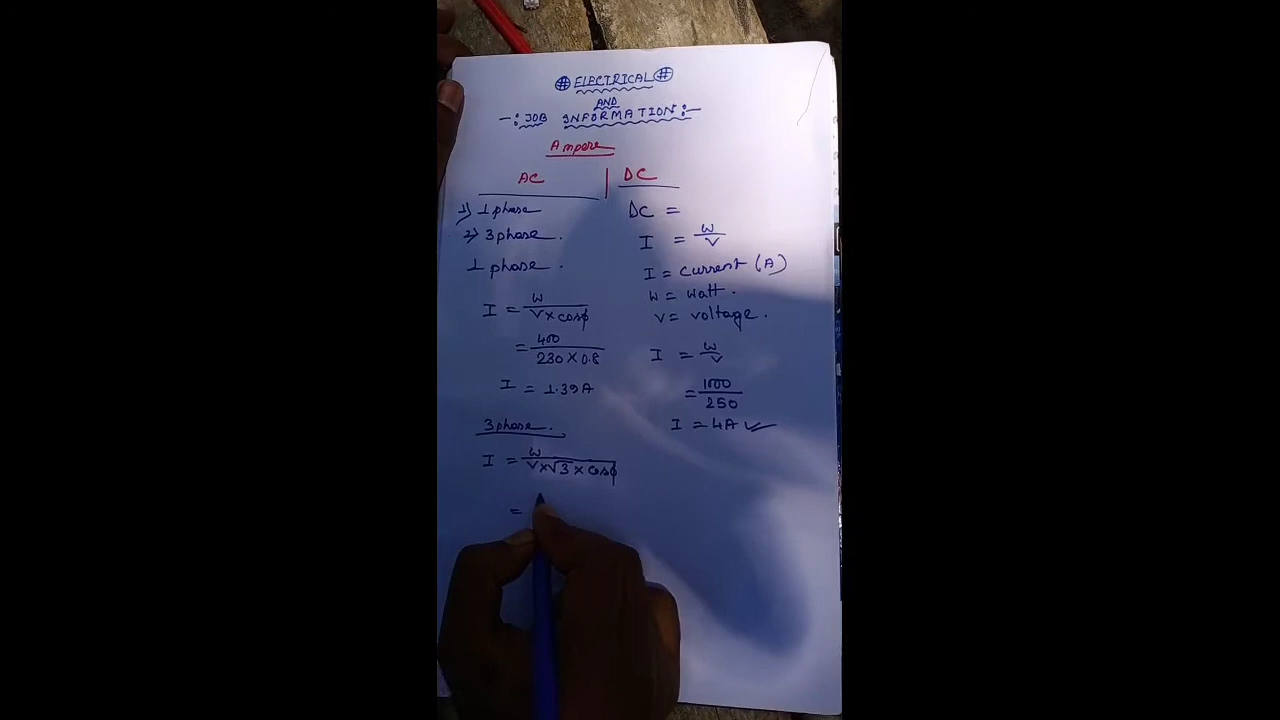 # ELECTRICAL #
AND
-: JOB INFORMATION :-
Ampere
AC | DC
1) 1 phase
2) 3 phase.
1 phase.
I = W / V × cosφ
= 400 / 230 × 0.8
I = 1.39A
3 phase.
I = W / V × √3 × cosφ
=
DC =
I = W / V
I = current (A)
W = watt.
V = voltage.
I = W / V
= 1000 / 250
I = 4A ✓